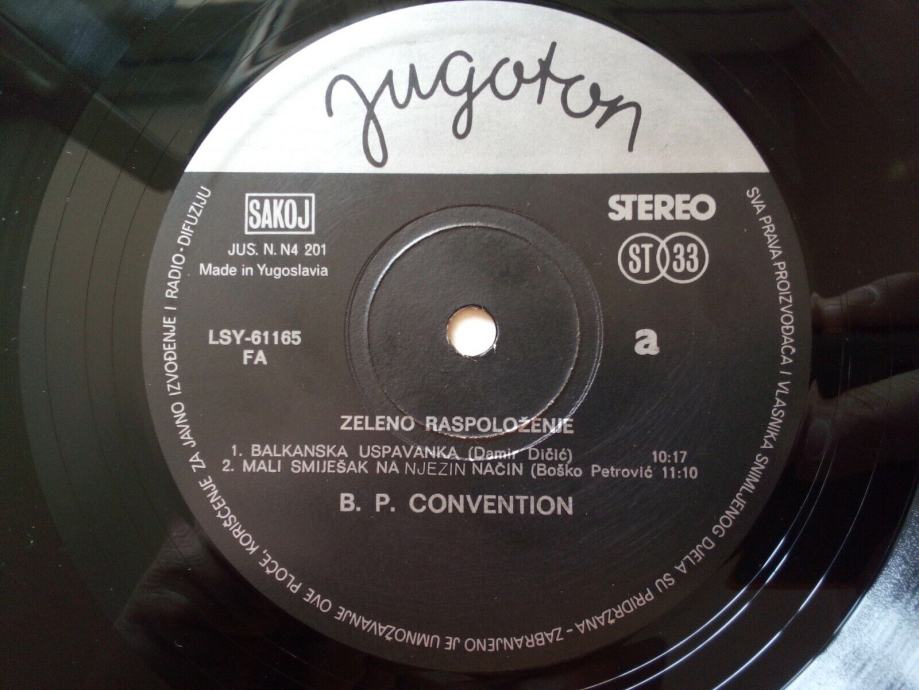 jugoton
SAKOJ
JUS. N. N4 201
Made in Yugoslavia
STEREO
ST 33
LSY-61165
FA
a
ZELENO RASPOLOŽENJE
1. BALKANSKA USPAVANKA (Damir Dičić) 10:17
2. MALI SMIJEŠAK NA NJEZIN NAČIN (Boško Petrović 11:10
B. P. CONVENTION
SVA PRAVA PROIZVOĐAČA I VLASNIKA SNIMLJENOG DJELA SU PRIDRŽANA - ZABRANJENO JE UMNOŽAVANJE OVE PLOČE, KORIŠĆENJE ZA JAVNO IZVOĐENJE I RADIO-DIFUZIJU